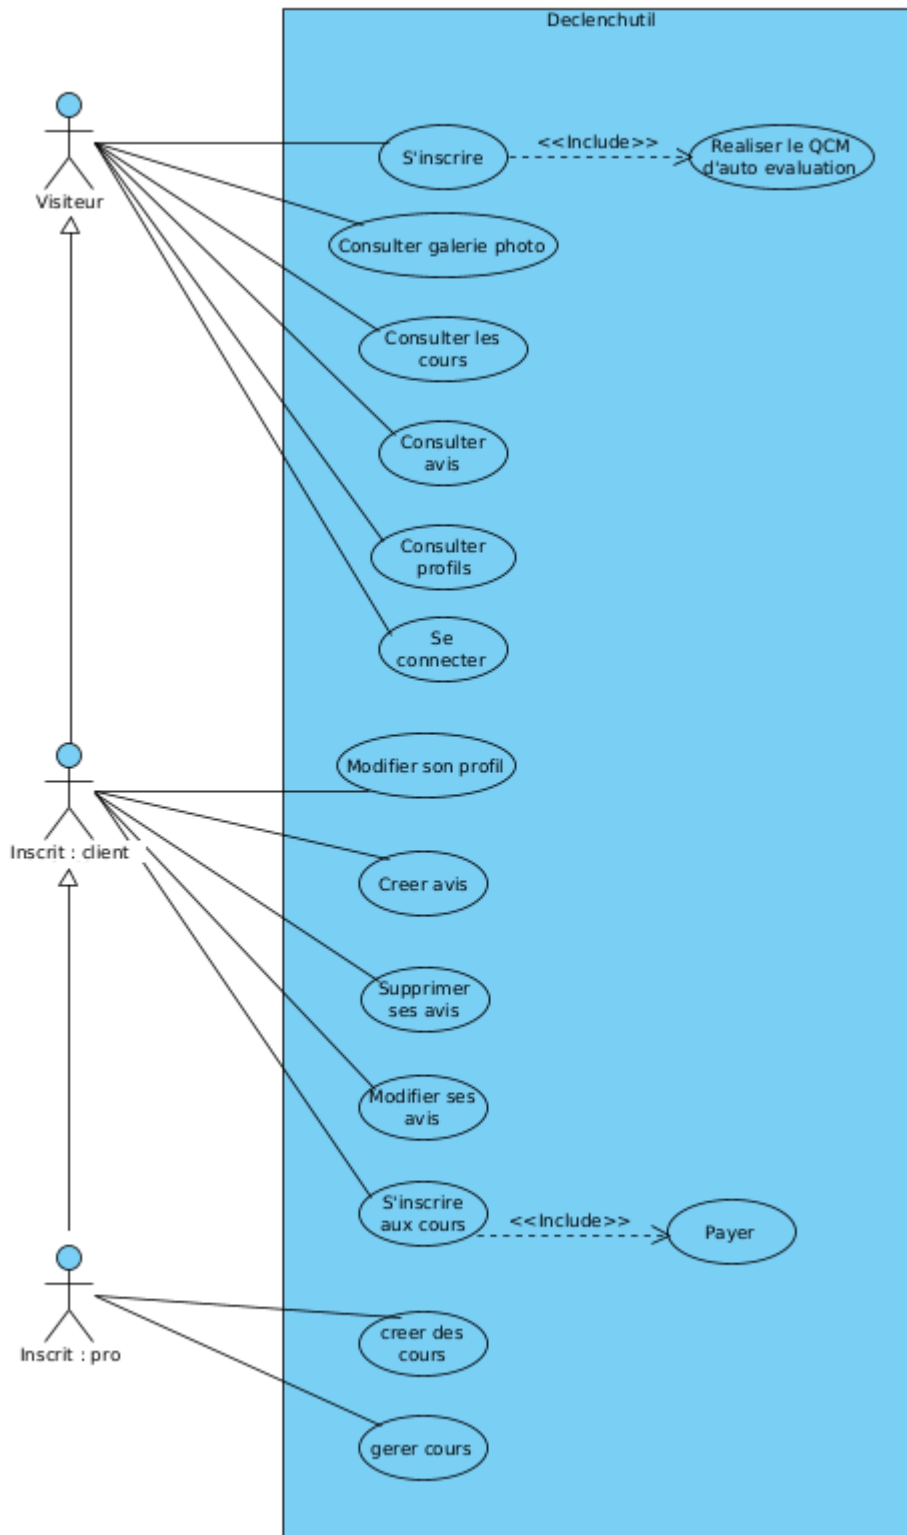 Declenchutil
Visiteur
S'inscrire
<<Include>>
Realiser le QCM
d'auto evaluation
Consulter galerie photo
Consulter les
cours
Consulter
avis
Consulter
profils
Se
connecter
Inscrit : client
Modifier son profil
Creer avis
Supprimer
ses avis
Modifier ses
avis
S'inscrire
aux cours
<<Include>>
Payer
Inscrit : pro
creer des
cours
gerer cours